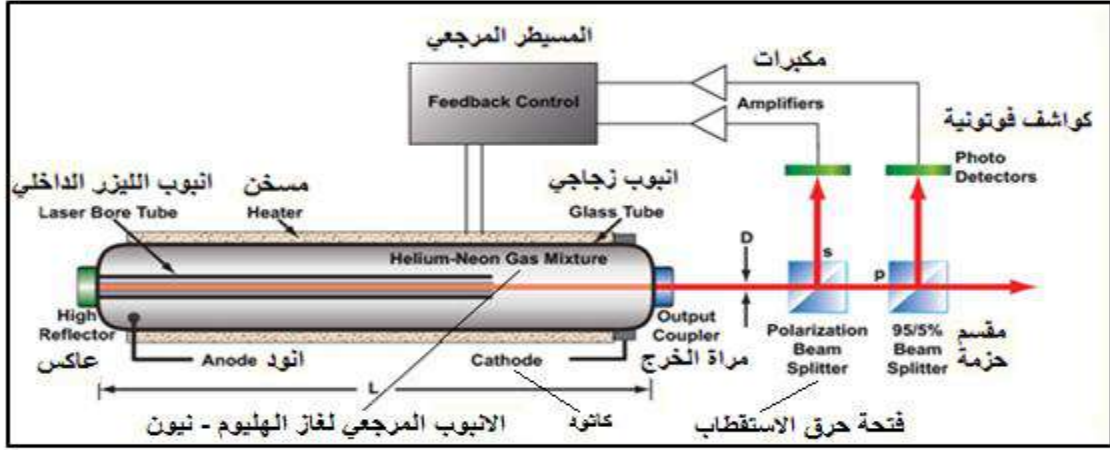 المسيطر المرجعي
Feedback Control
مكبرات
Amplifiers
كواشف فوتونية
Photo
Detectors
انبوب الليزر الداخلي
Laser Bore Tube
مسخن
Heater
انبوب زجاجي
Glass Tube
Helium-Neon Gas Mixture
D
s
p
High
Reflector
عاكس
Anode
انود
Cathode
Output
Coupler
مراة الخرج
Polarization
Beam
Splitter
95/5%
Beam
Splitter
مقسم
حزمة
L
الانبوب المرجعي لغاز الهليوم - نيون
كاثود
فتحة حرق الاستقطاب